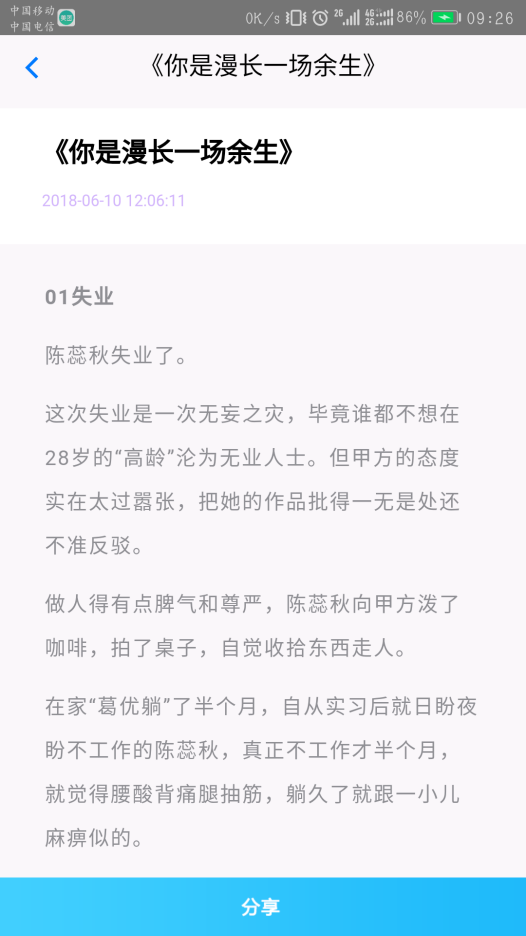 中国移动
中国电信
美团
0K/s 2G 4G 2G 86% 09:26
《你是漫长一场余生》
《你是漫长一场余生》
2018-06-10 12:06:11
01失业
陈蕊秋失业了。
这次失业是一次无妄之灾，毕竟谁都不想在
28岁的“高龄”沦为无业人士。但甲方的态度
实在太过嚣张，把她的作品批得一无是处还
不准反驳。
做人得有点脾气和尊严，陈蕊秋向甲方泼了
咖啡，拍了桌子，自觉收拾东西走人。
在家“葛优躺”了半个月，自从实习后就日盼夜
盼不工作的陈蕊秋，真正不工作才半个月，
就觉得腰酸背痛腿抽筋，躺久了就跟一小儿
麻痹似的。
分享